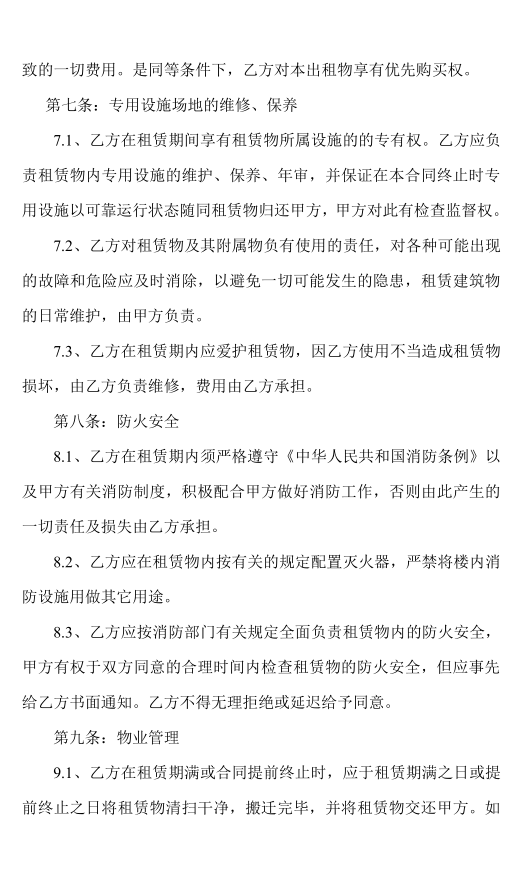 致的一切费用。是同等条件下，乙方对本出租物享有优先购买权。
第七条：专用设施场地的维修、保养
7.1、乙方在租赁期间享有租赁物所属设施的的专有权。乙方应负
责租赁物内专用设施的维护、保养、年审，并保证在本合同终止时专
用设施以可靠运行状态随同租赁物归还甲方，甲方对此有检查监督权。
7.2、乙方对租赁物及其附属物负有使用的责任，对各种可能出现
的故障和危险应及时消除，以避免一切可能发生的隐患，租赁建筑物
的日常维护，由甲方负责。
7.3、乙方在租赁期内应爱护租赁物，因乙方使用不当造成租赁物
损坏，由乙方负责维修，费用由乙方承担。
第八条：防火安全
8.1、乙方在租赁期内须严格遵守《中华人民共和国消防条例》以
及甲方有关消防制度，积极配合甲方做好消防工作，否则由此产生的
一切责任及损失由乙方承担。
8.2、乙方应在租赁物内按有关的规定配置灭火器，严禁将楼内消
防设施用做其它用途。
8.3、乙方应按消防部门有关规定全面负责租赁物内的防火安全，
甲方有权于双方同意的合理时间内检查租赁物的防火安全，但应事先
给乙方书面通知。乙方不得无理拒绝或延迟给予同意。
第九条：物业管理
9.1、乙方在租赁期满或合同提前终止时，应于租赁期满之日或提
前终止之日将租赁物清扫干净，搬迁完毕，并将租赁物交还甲方。如